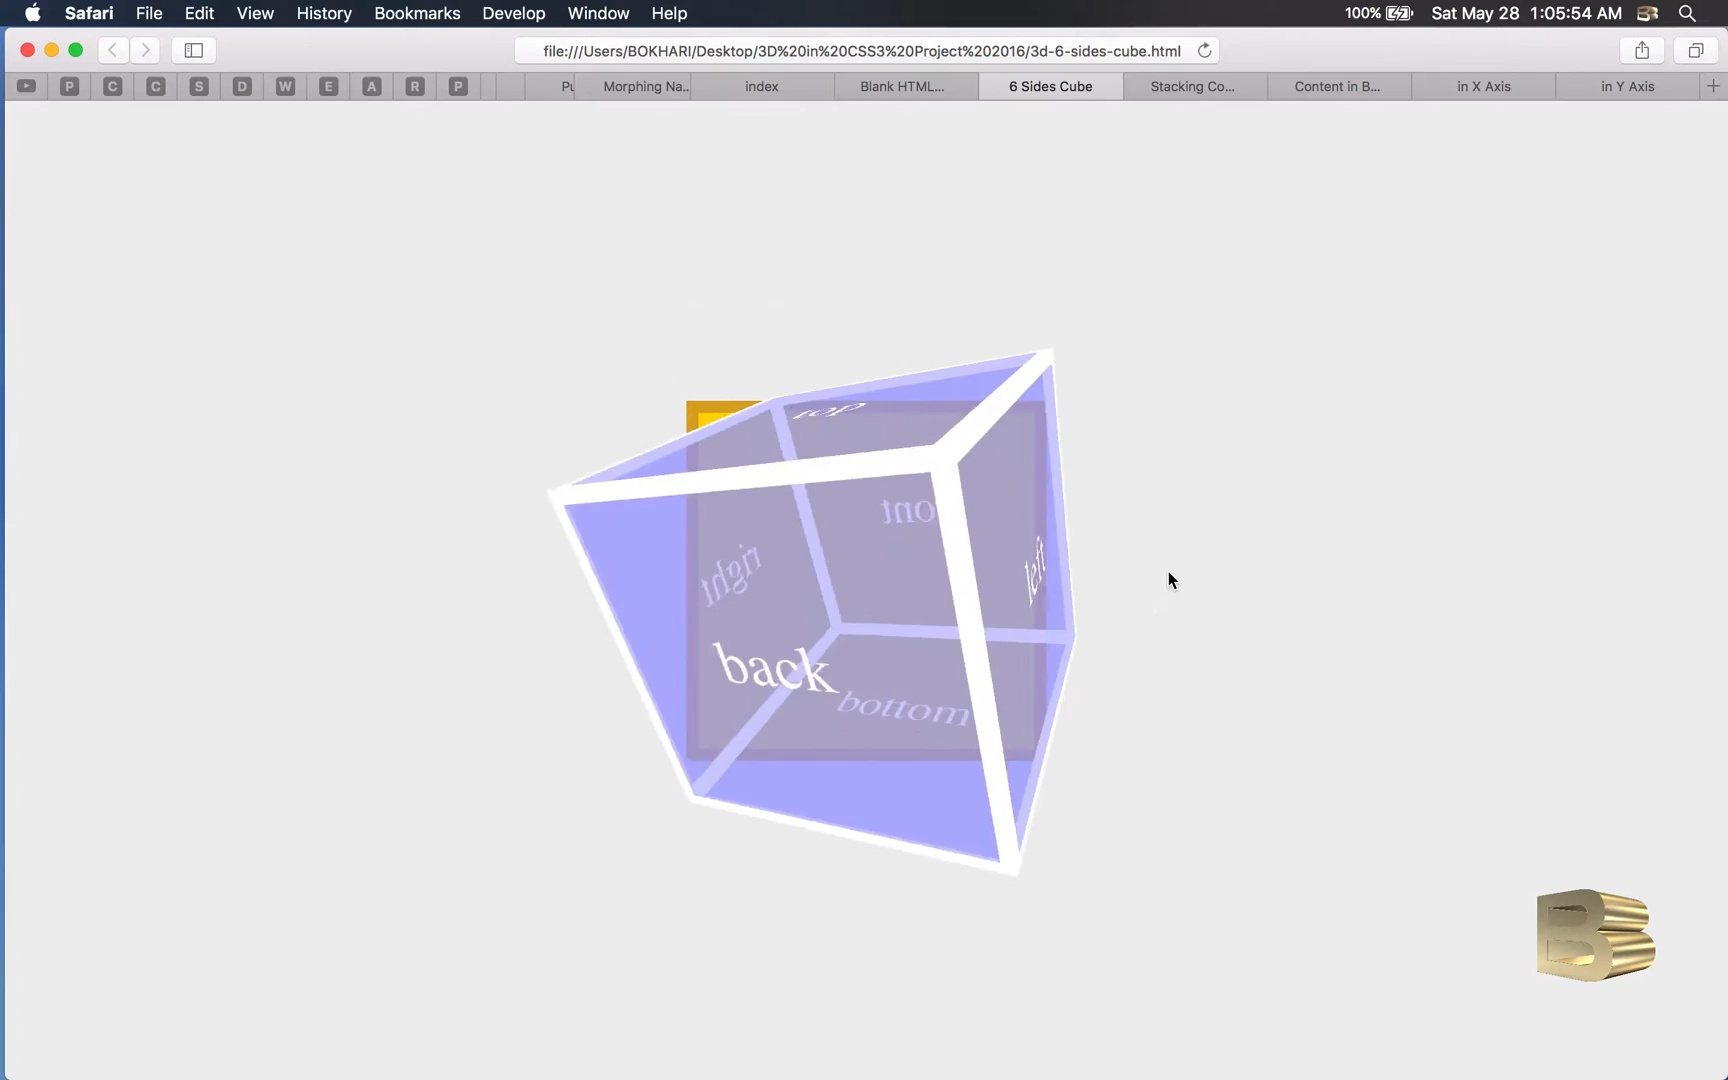 Safari File Edit View History Bookmarks Develop Window Help 100% Sat May 28 1:05:54 AM
file:///Users/BOKHARI/Desktop/3D%20in%20CSS3%20Project%202016/3d-6-sides-cube.html
P C C S D W E A R P Pu Morphing Na... index Blank HTML... 6 Sides Cube Stacking Co... Content in B... in X Axis in Y Axis
top
ont
left
right
back
bottom
B